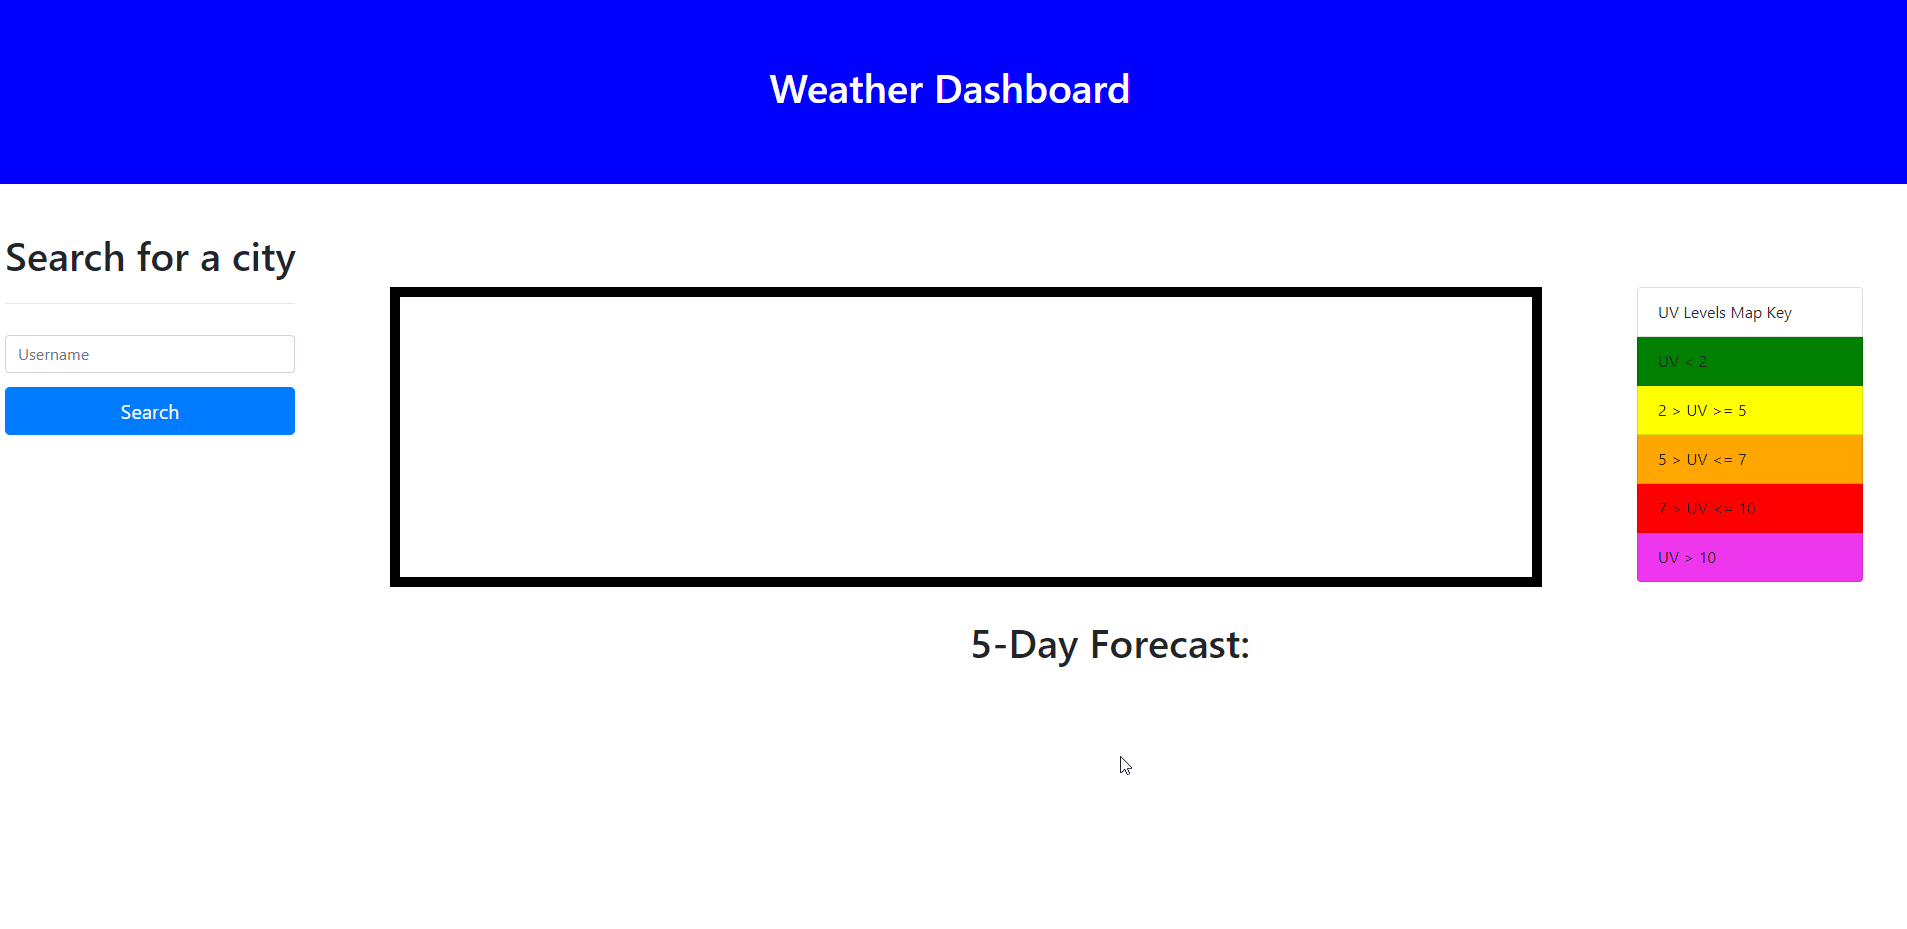 Weather Dashboard
Search for a city
Username
Search
UV Levels Map Key
UV < 2
2 > UV >= 5
5 > UV <= 7
7 > UV <= 10
UV > 10
5-Day Forecast: